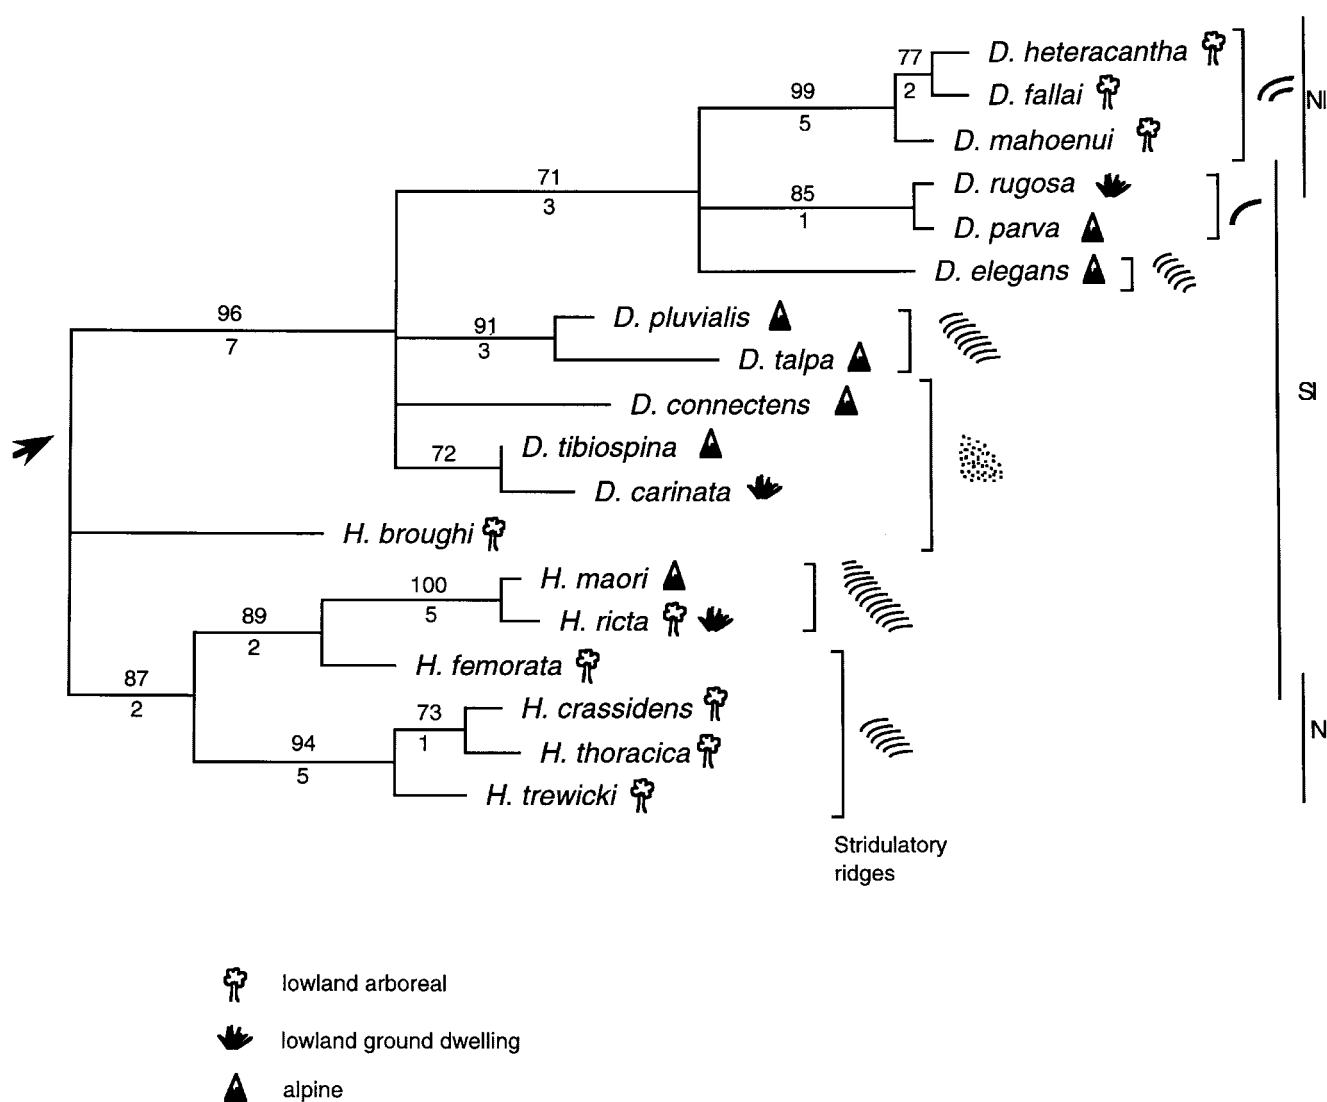 D. heteracantha
77
2
D. fallai
99
5
NI
D. mahoenui
71
3
D. rugosa
85
1
D. parva
D. elegans
96
7
D. pluvialis
91
3
D. talpa
SI
D. connectens
D. tibiospina
72
D. carinata
H. broughi
H. maori
100
5
H. ricta
89
2
H. femorata
87
2
H. crassidens
73
1
N
H. thoracica
94
5
H. trewicki
Stridulatory
ridges
lowland arboreal
lowland ground dwelling
alpine